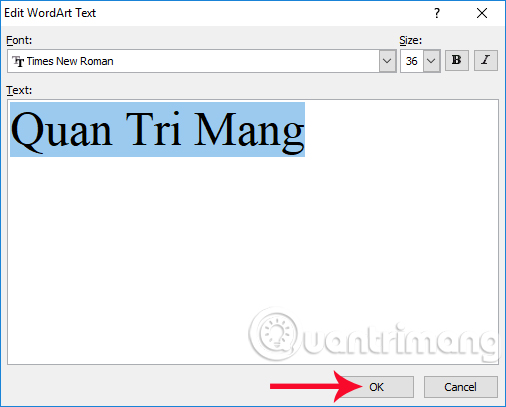 Edit WordArt Text
?
Font:
Size:
Times New Roman
36
B
I
Text:
Quan Tri Mang
Quantrimang
OK
Cancel